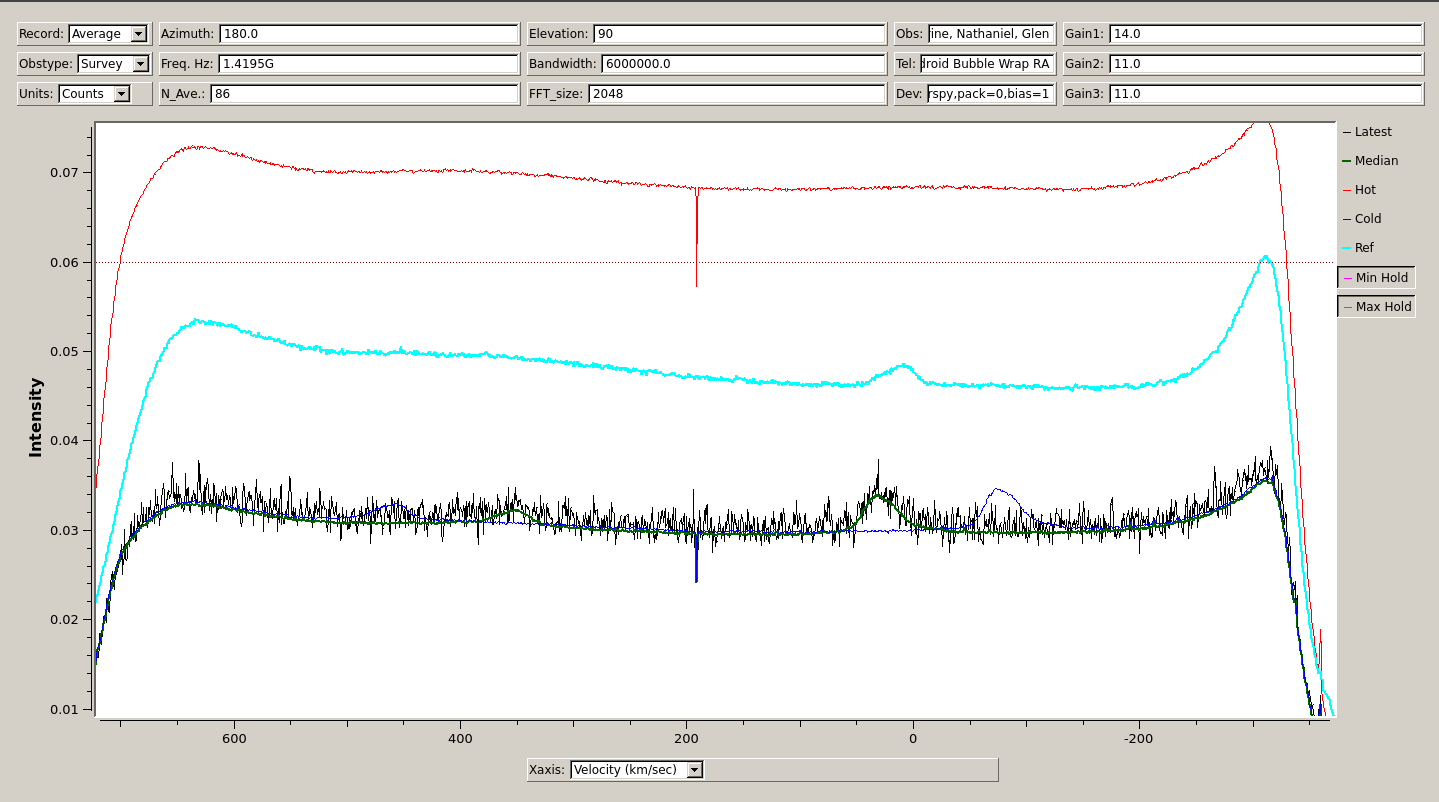 Record: Average Azimuth: 180.0 Elevation: 90 Obs: ine, Nathaniel, Glen Gain1: 14.0
Obstype: Survey Freq. Hz: 1.4195G Bandwidth: 6000000.0 Tel: droid Bubble Wrap RA Gain2: 11.0
Units: Counts N_Ave.: 86 FFT_size: 2048 Dev: rspy,pack=0,bias=1 Gain3: 11.0
Latest
Median
Hot
Cold
Ref
Min Hold
Max Hold
Intensity
0.07
0.06
0.05
0.04
0.03
0.02
0.01
600 400 200 0 -200
Xaxis: Velocity (km/sec)